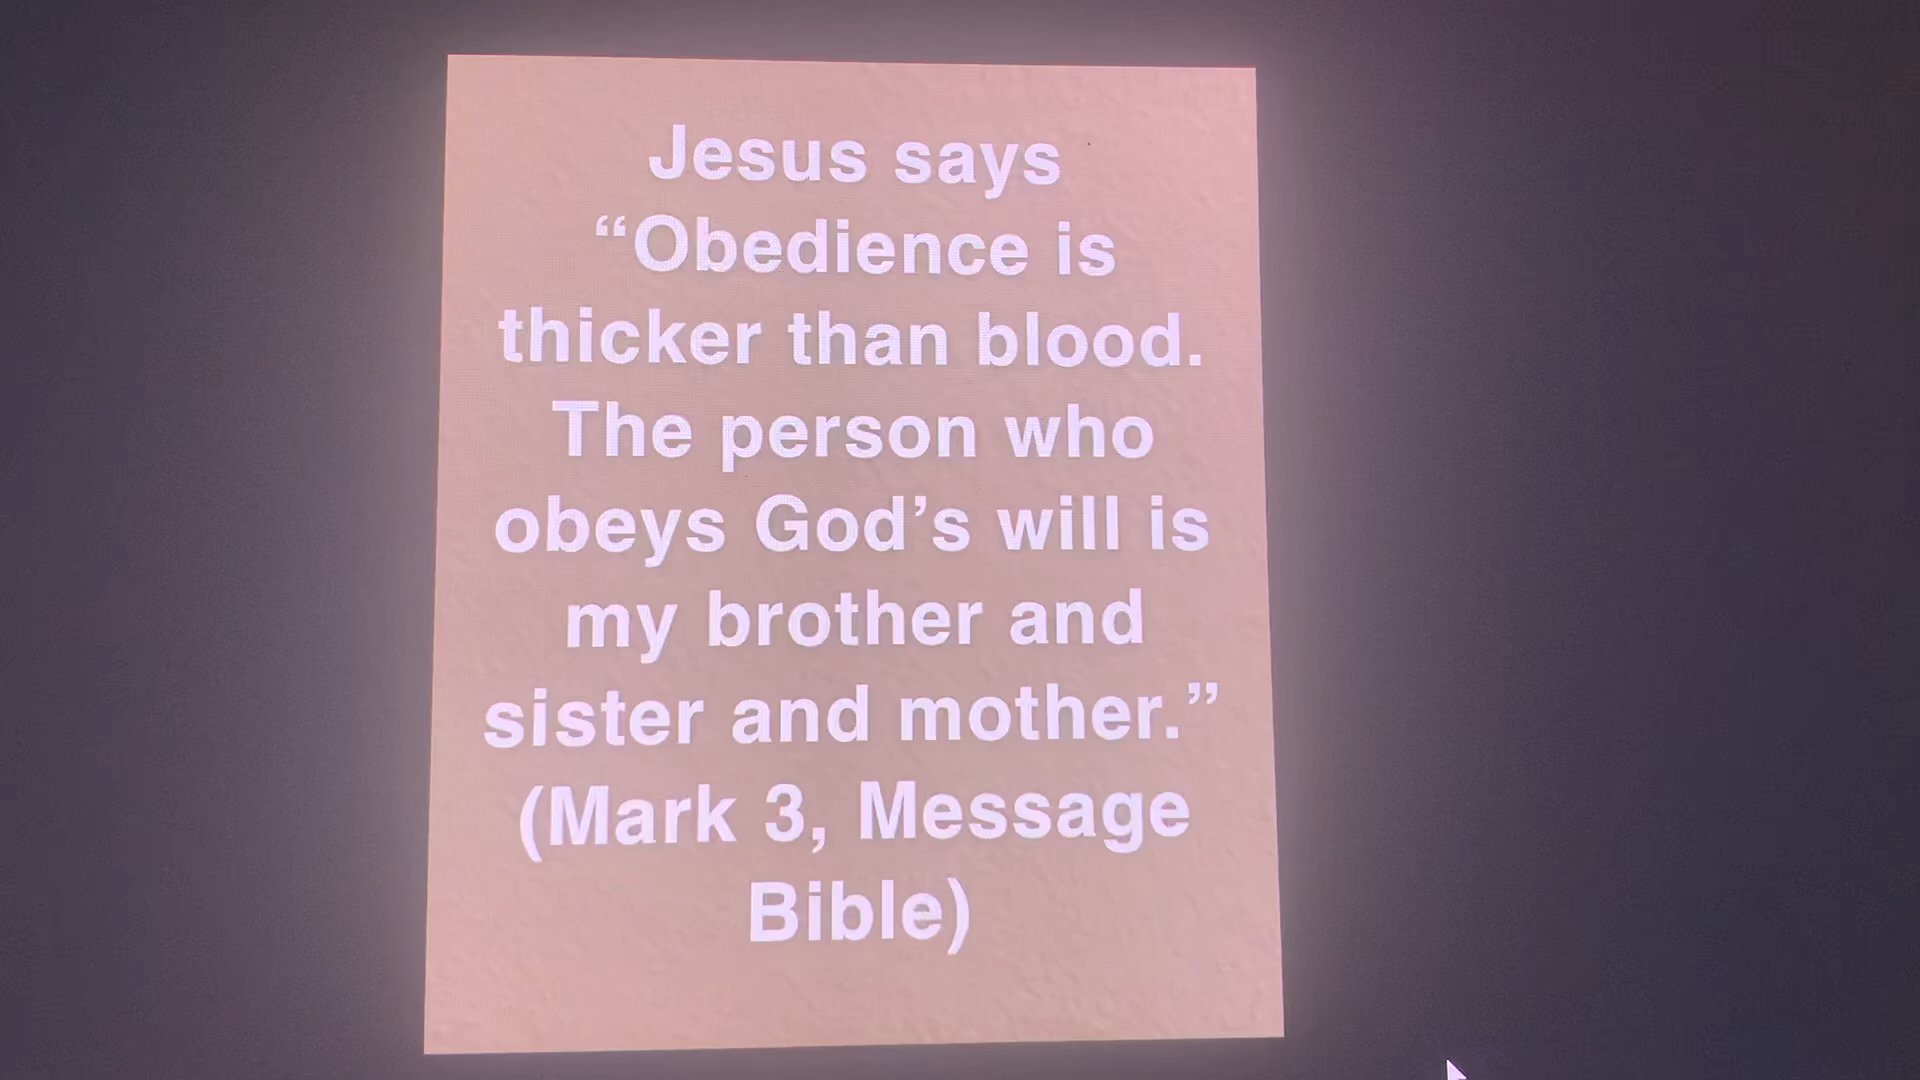 Jesus says
“Obedience is
thicker than blood.
The person who
obeys God’s will is
my brother and
sister and mother.”
(Mark 3, Message
Bible)